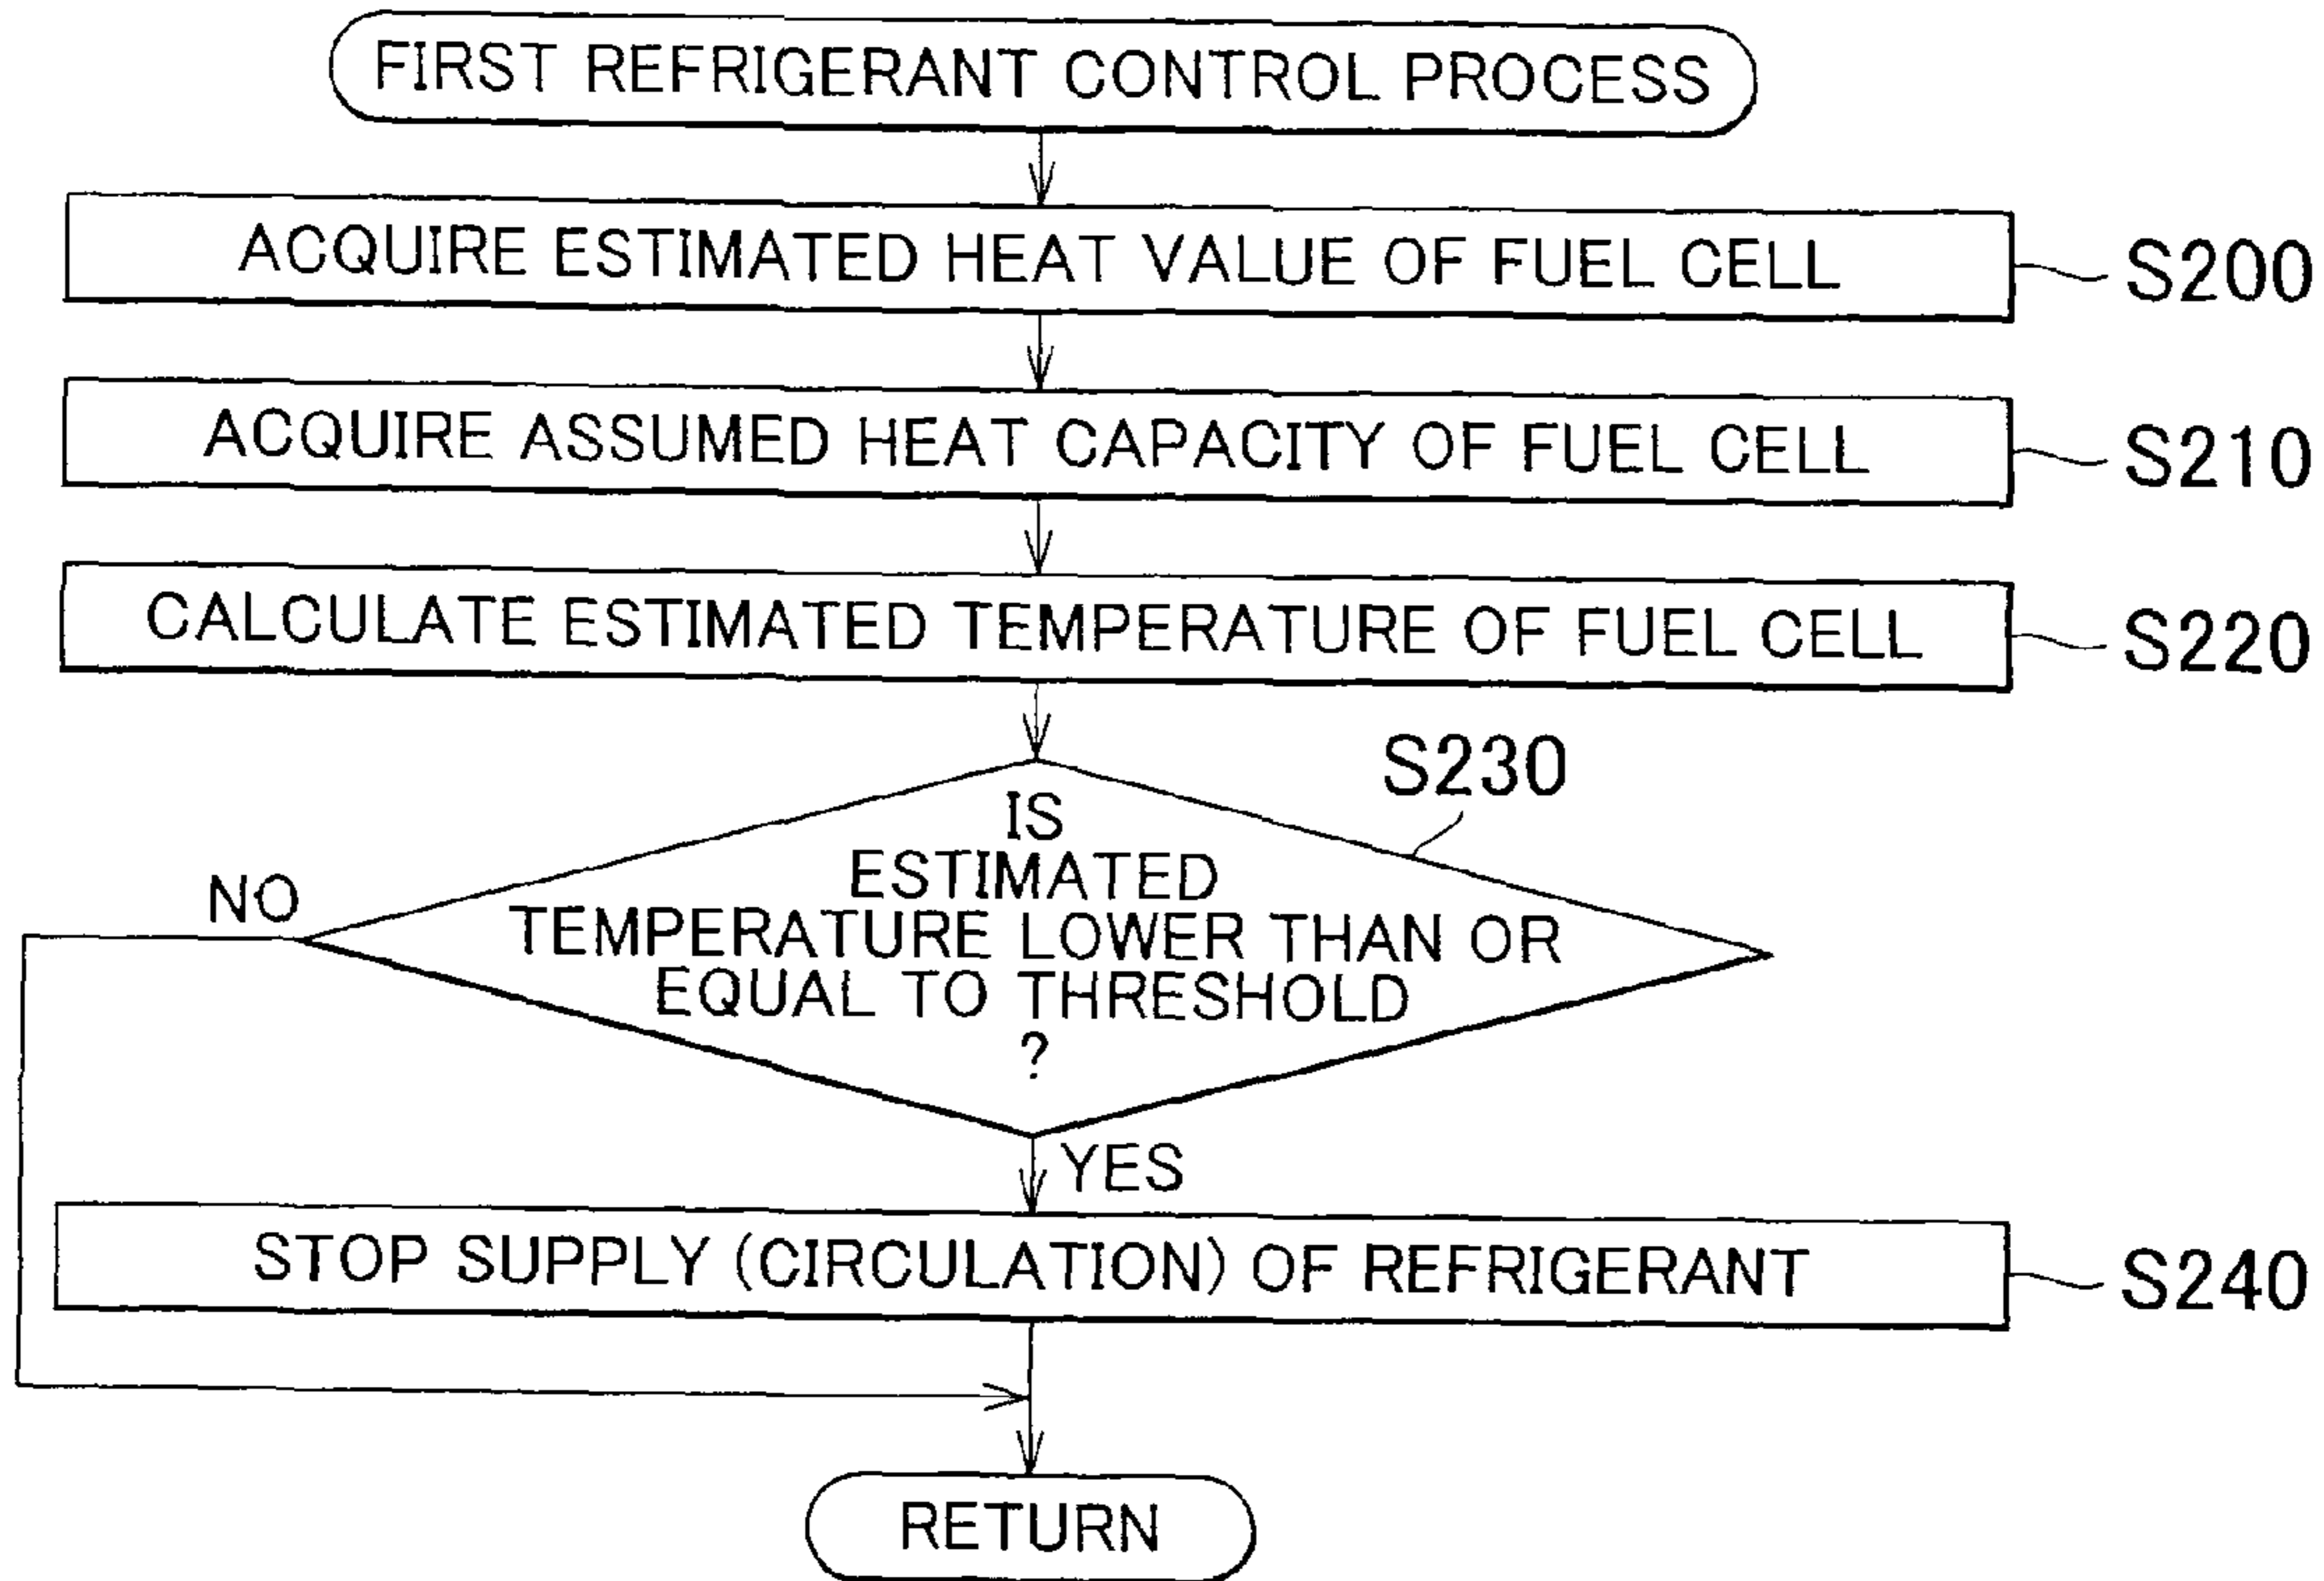 FIRST REFRIGERANT CONTROL PROCESS
ACQUIRE ESTIMATED HEAT VALUE OF FUEL CELL
S200
ACQUIRE ASSUMED HEAT CAPACITY OF FUEL CELL
S210
CALCULATE ESTIMATED TEMPERATURE OF FUEL CELL
S220
S230
IS
ESTIMATED
TEMPERATURE LOWER THAN OR
EQUAL TO THRESHOLD
?
NO
YES
STOP SUPPLY (CIRCULATION) OF REFRIGERANT
S240
RETURN